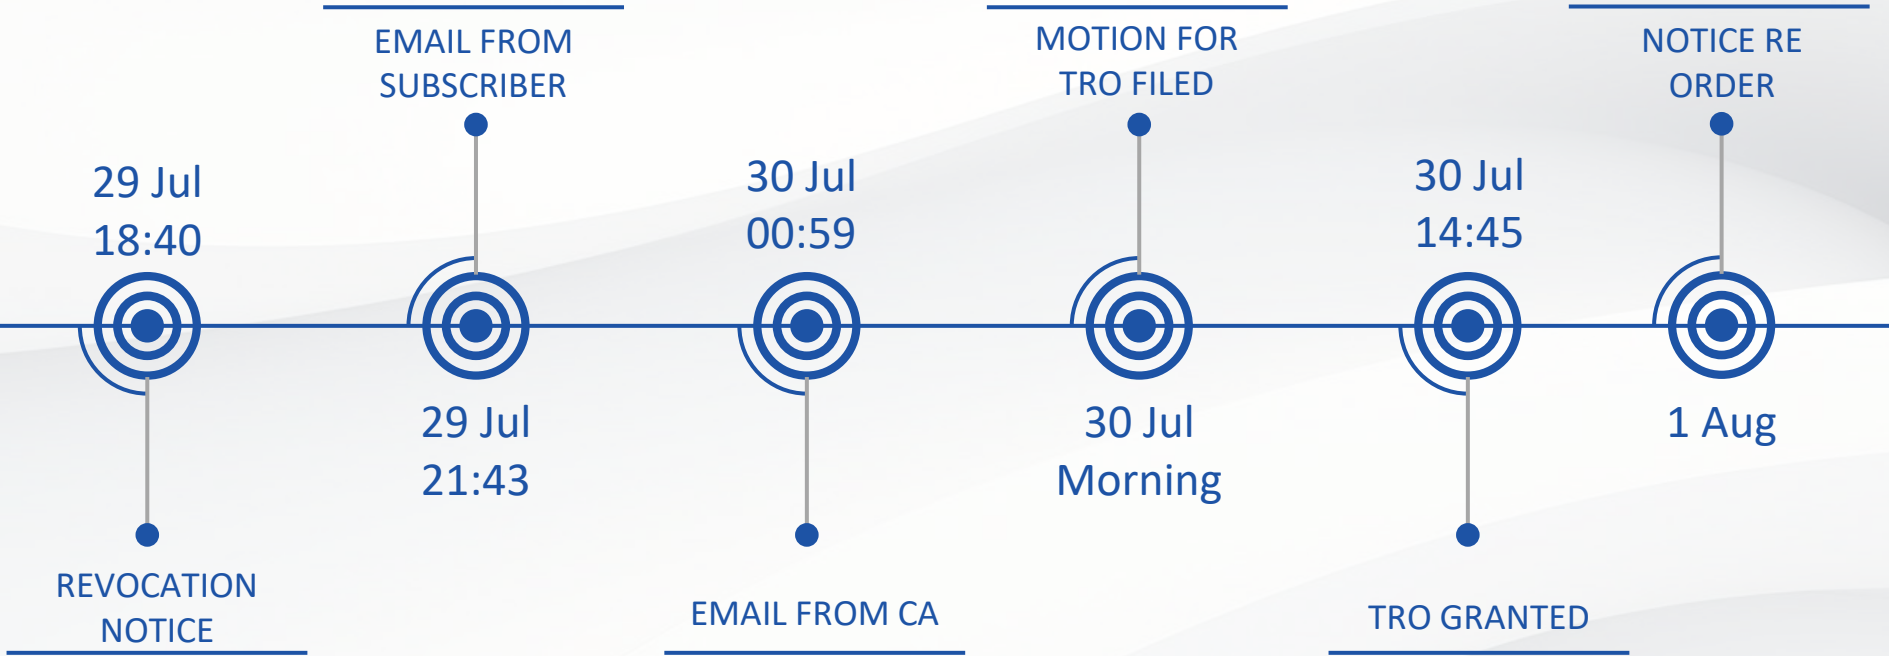 29 Jul
18:40
REVOCATION
NOTICE
EMAIL FROM
SUBSCRIBER
29 Jul
21:43
30 Jul
00:59
EMAIL FROM CA
MOTION FOR
TRO FILED
30 Jul
Morning
30 Jul
14:45
TRO GRANTED
NOTICE RE
ORDER
1 Aug